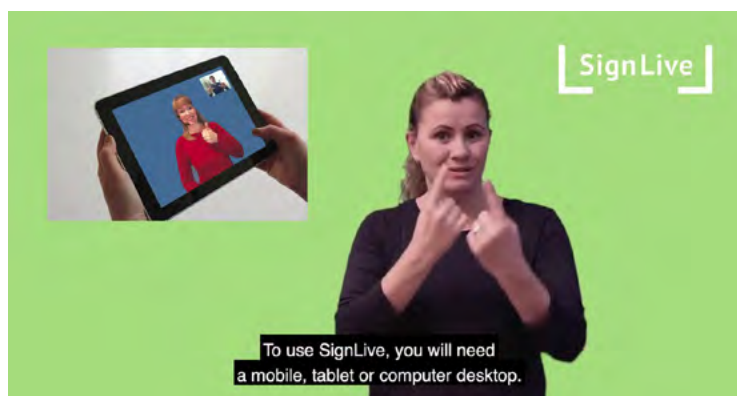 SignLive
To use SignLive, you will need
a mobile, tablet or computer desktop.